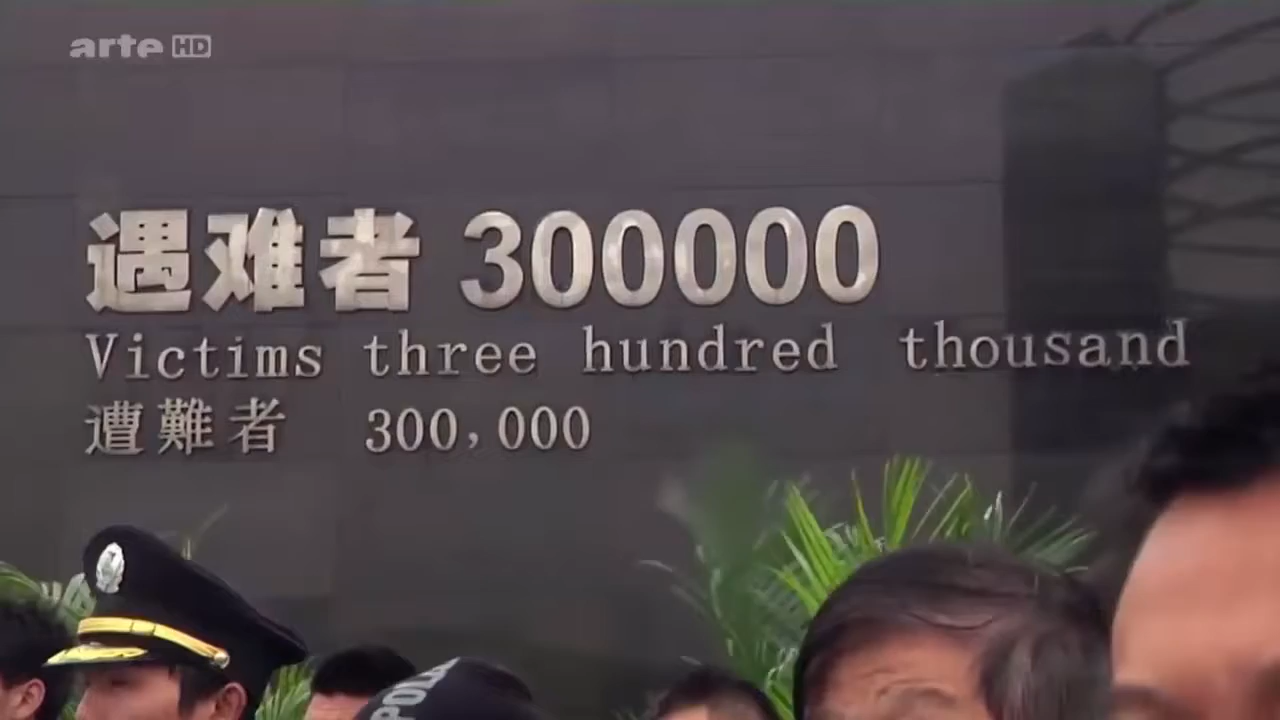 arte HD
遇难者 300000
Victims three hundred thousand
遭難者 300,000